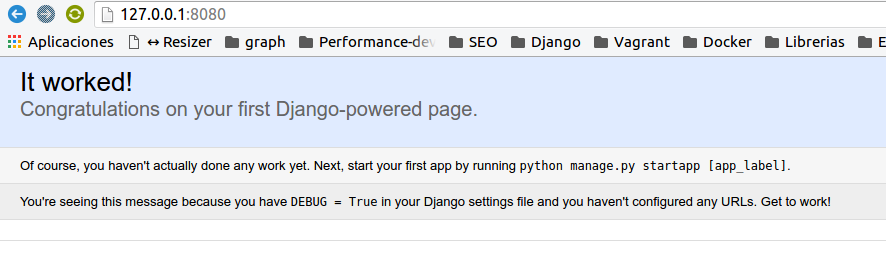 127.0.0.1:8080
Aplicaciones ↔ Resizer graph Performance-dev SEO Django Vagrant Docker Librerias E
It worked!
Congratulations on your first Django-powered page.
Of course, you haven't actually done any work yet. Next, start your first app by running python manage.py startapp [app_label].
You're seeing this message because you have DEBUG = True in your Django settings file and you haven't configured any URLs. Get to work!